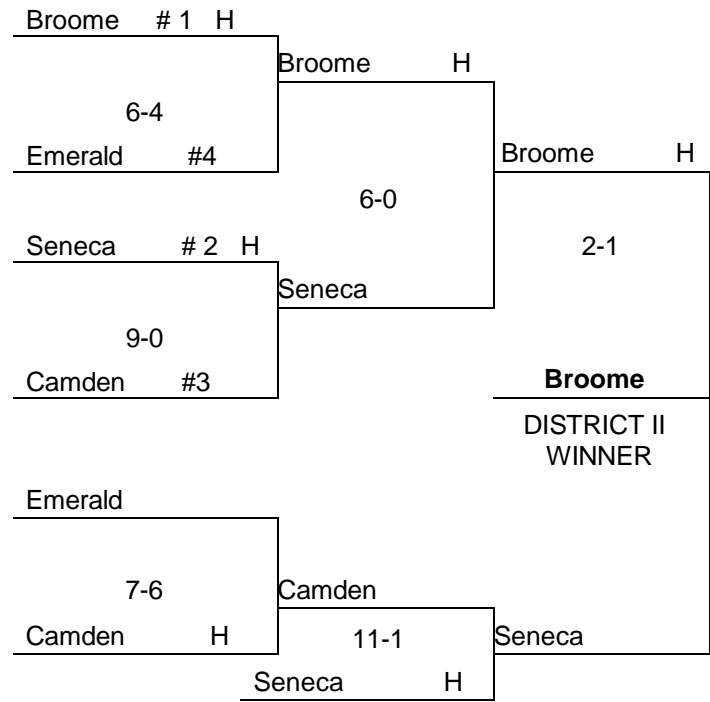 Broome # 1 H
Broome H
6-4
Emerald #4
Broome H
6-0
Seneca # 2 H
2-1
Seneca
9-0
Camden #3
Broome
DISTRICT II
WINNER
Emerald
7-6
Camden
Camden H
11-1
Seneca
Seneca H